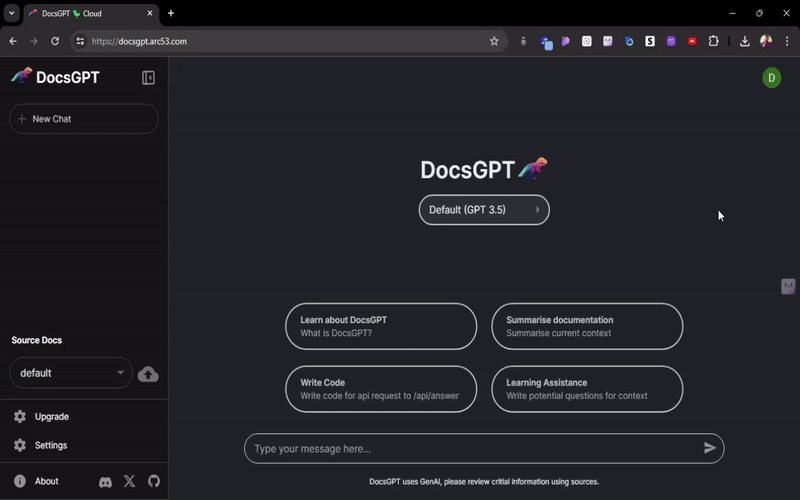 DocsGPT 🦖 Cloud
https://docsgpt.arc53.com
DocsGPT
D
New Chat
DocsGPT
Default (GPT 3.5)
Learn about DocsGPT
What is DocsGPT?
Summarise documentation
Summarise current context
Write Code
Write code for api request to /api/answer
Learning Assistance
Write potential questions for context
Source Docs
default
Upgrade
Settings
About
Type your message here...
DocsGPT uses GenAI, please review critial information using sources.